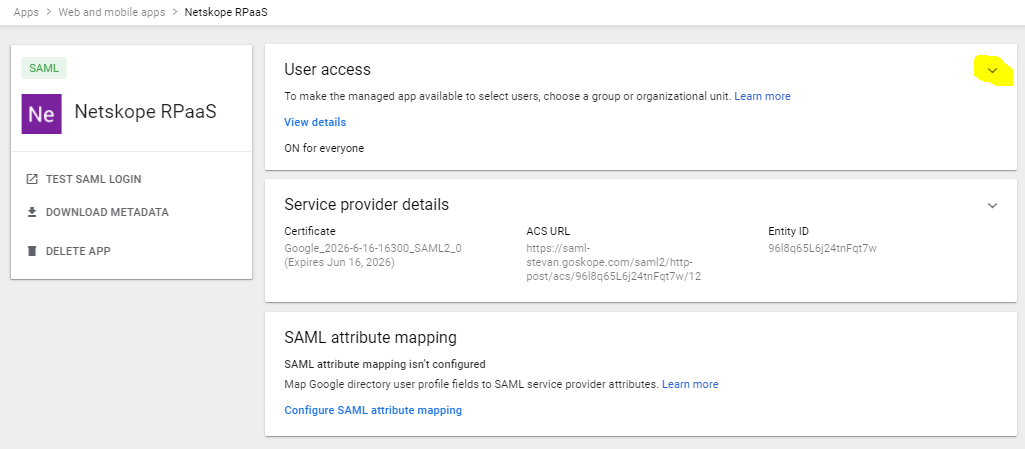 Apps > Web and mobile apps > Netskope RPaaS
SAML
Ne Netskope RPaaS
TEST SAML LOGIN
DOWNLOAD METADATA
DELETE APP
User access
To make the managed app available to select users, choose a group or organizational unit. Learn more
View details
ON for everyone
Service provider details
Certificate
Google_2026-6-16-16300_SAML2_0
(Expires Jun 16, 2026)
ACS URL
https://saml-
stevan.goskope.com/saml2/http-
post/acs/96l8q65L6j24tnFqt7w/12
Entity ID
96l8q65L6j24tnFqt7w
SAML attribute mapping
SAML attribute mapping isn't configured
Map Google directory user profile fields to SAML service provider attributes. Learn more
Configure SAML attribute mapping